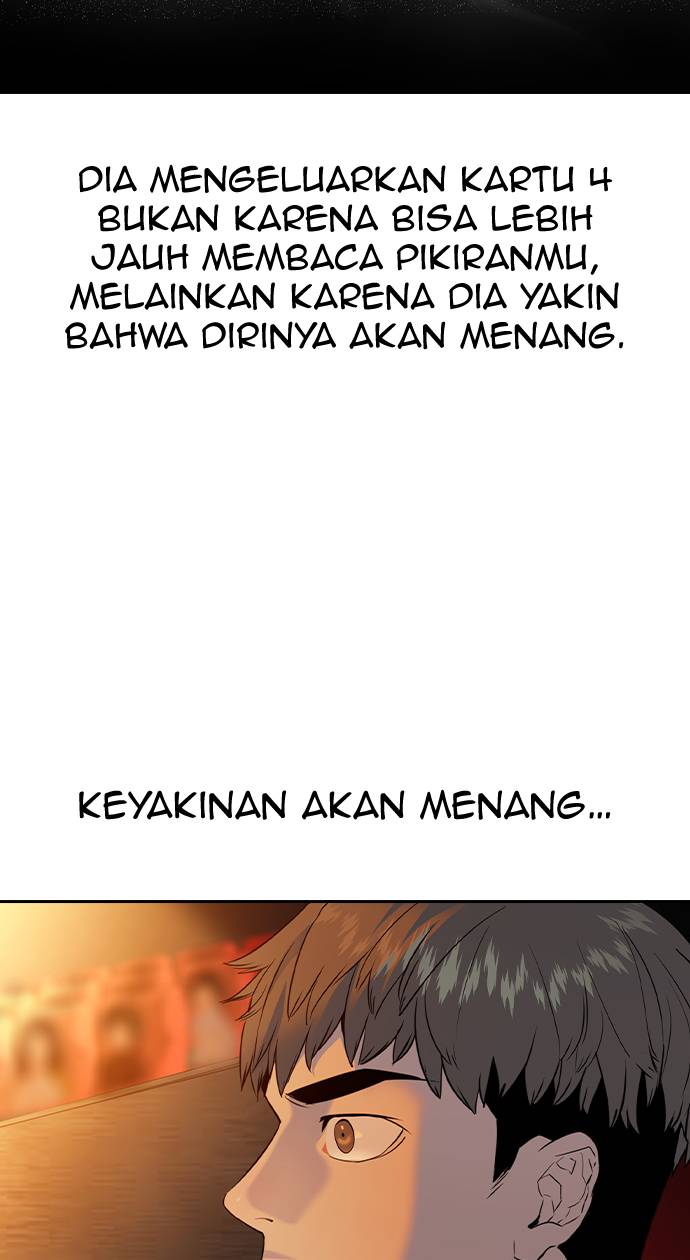 DIA MENGELUARKAN KARTU 4
BUKAN KARENA BISA LEBIH
JAUH MEMBACA PIKIRANMU,
MELAINKAN KARENA DIA YAKIN
BAHWA DIRINYA AKAN MENANG.
KEYAKINAN AKAN MENANG...